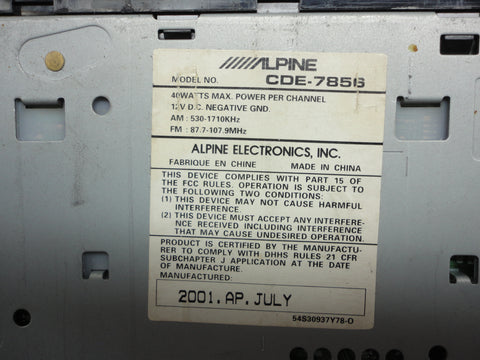 ALPINE
MODEL NO. CDE-7856
40WATTS MAX. POWER PER CHANNEL
12V D.C. NEGATIVE GND.
AM : 530-1710KHz
FM : 87.7-107.9MHz
ALPINE ELECTRONICS, INC.
FABRIQUE EN CHINE MADE IN CHINA
THIS DEVICE COMPLIES WITH PART 15 OF
THE FCC RULES. OPERATION IS SUBJECT TO
THE FOLLOWING TWO CONDITIONS:
(1) THIS DEVICE MAY NOT CAUSE HARMFUL
INTERFERENCE.
(2) THIS DEVICE MUST ACCEPT ANY INTERFERE-
NCE RECEIVED INCLUDING INTERFERENCE
THAT MAY CAUSE UNDESIRED OPERATION.
PRODUCT IS CERTIFIED BY THE MANUFACTU-
RER TO COMPLY WITH DHHS RULES 21 CFR
SUBCHAPTER J APPLICATION AT THE DATE
OF MANUFACTURE.
MANUFACTURED:
2001.AP.JULY
54S30937Y78-O